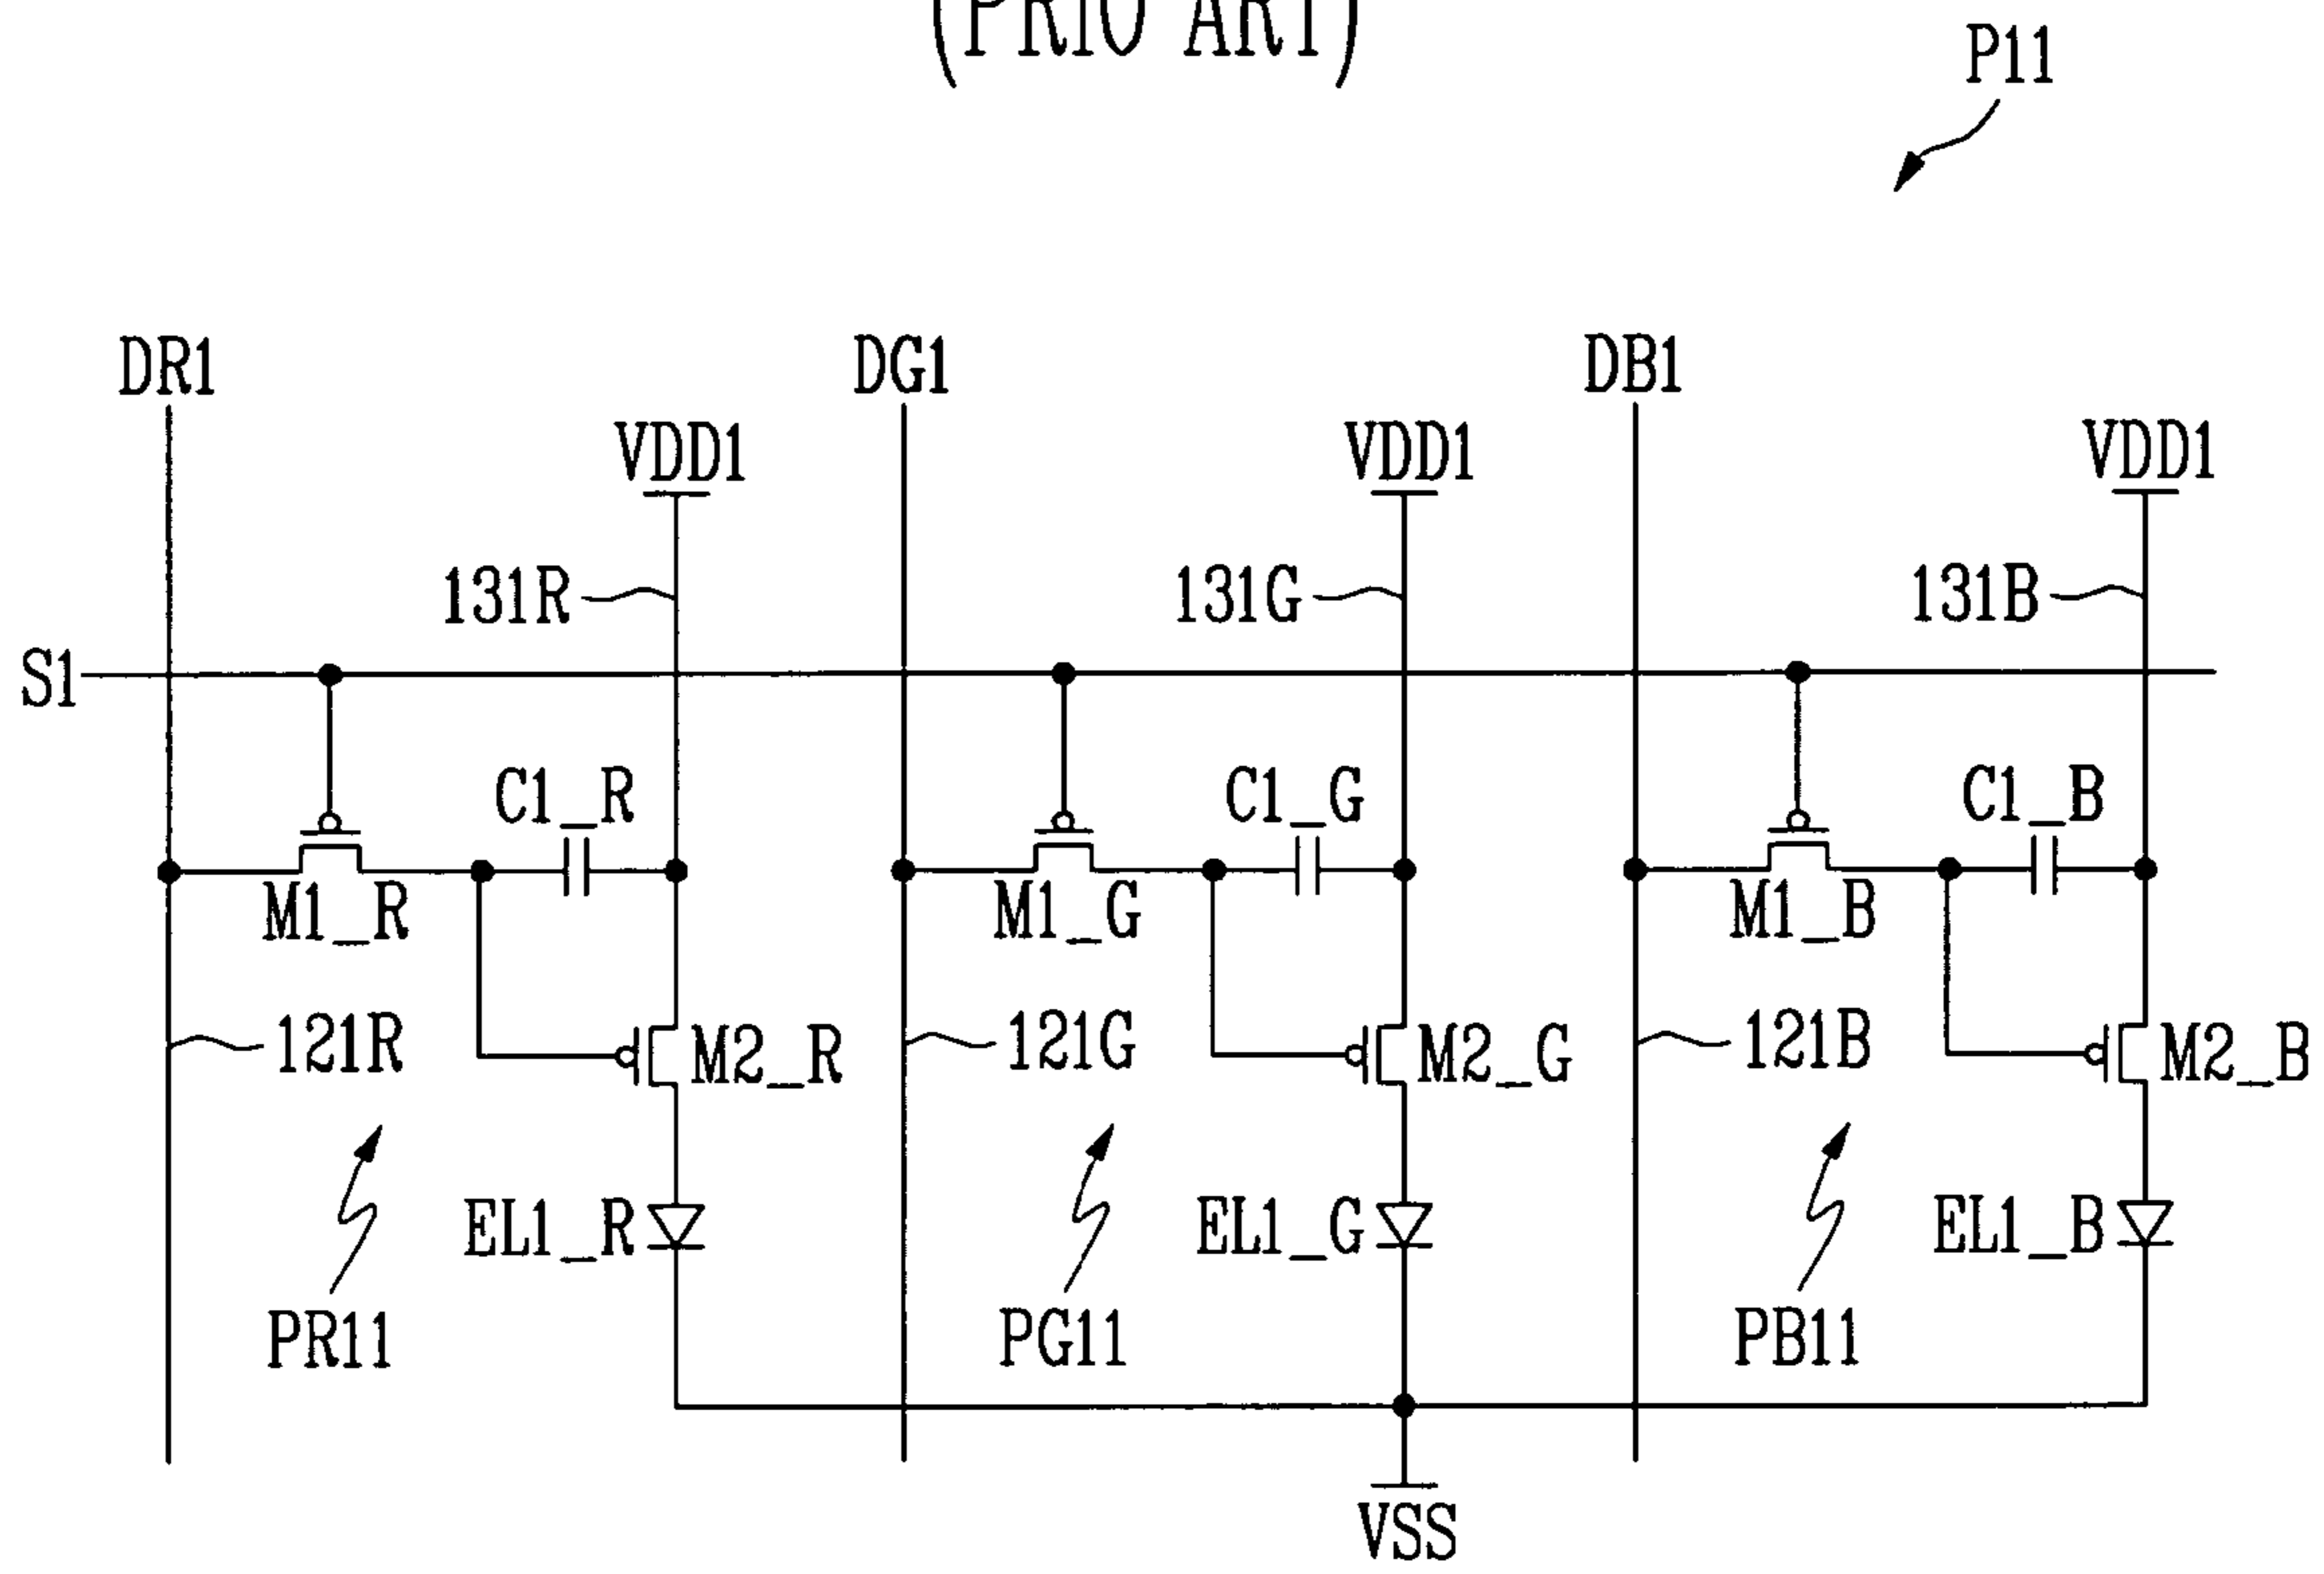 (PRIO ART)
P11
DR1 DG1 DB1
VDD1 VDD1 VDD1
131R 131G 131B
S1
C1_R C1_G C1_B
M1_R M1_G M1_B
121R M2_R 121G M2_G 121B M2_B
EL1_R EL1_G EL1_B
PR11 PG11 PB11
VSS